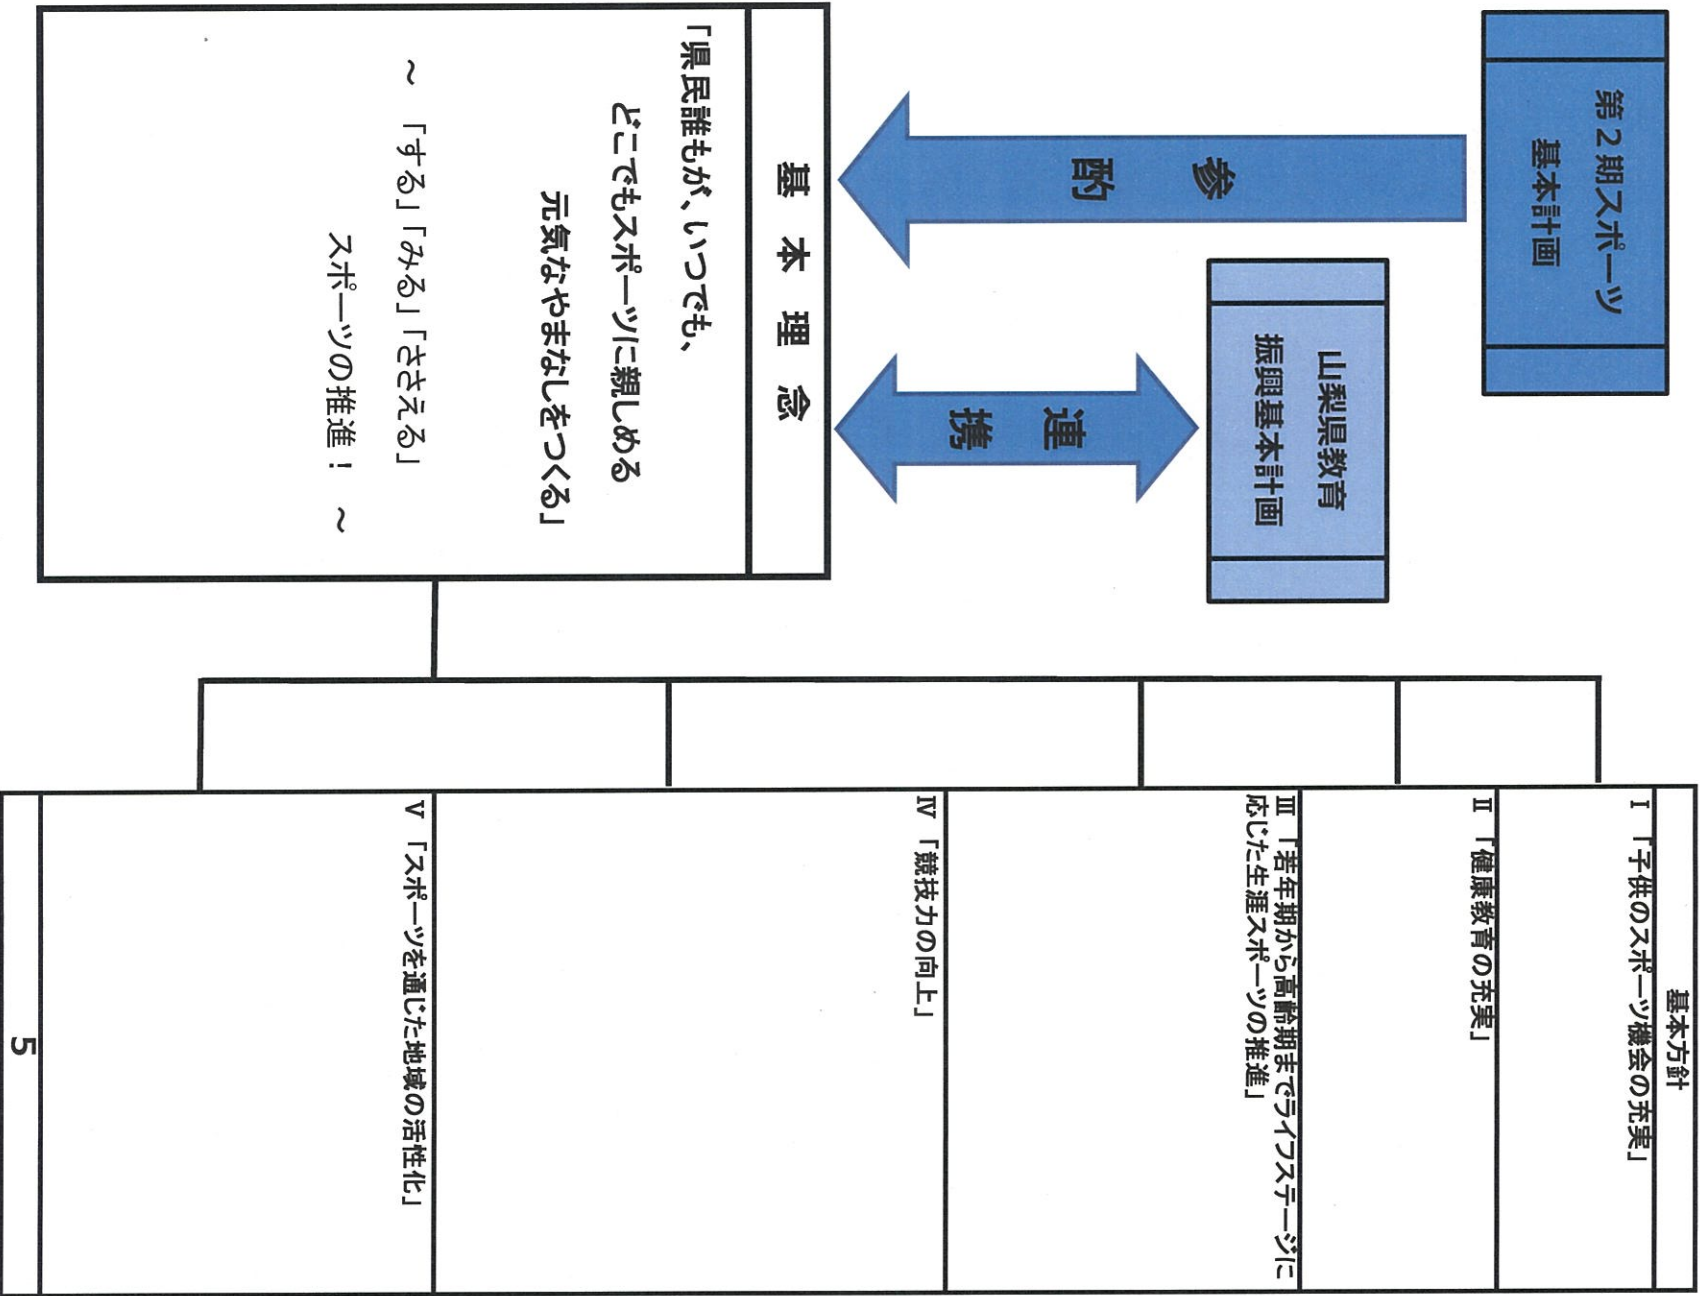 第２期スポーツ
基本計画
参酌
山梨県教育
振興基本計画
連携
基本理念
「県民誰もが、いつでも、
どこでもスポーツに親しめる
元気なやまなしをつくる」
～ 「する」「みる」「ささえる」
スポーツの推進！ ～
基本方針
Ⅰ 「子供のスポーツ機会の充実」
Ⅱ 「健康教育の充実」
Ⅲ 「若年期から高齢期までライフステージに
応じた生涯スポーツの推進」
Ⅳ 「競技力の向上」
Ⅴ 「スポーツを通じた地域の活性化」
5